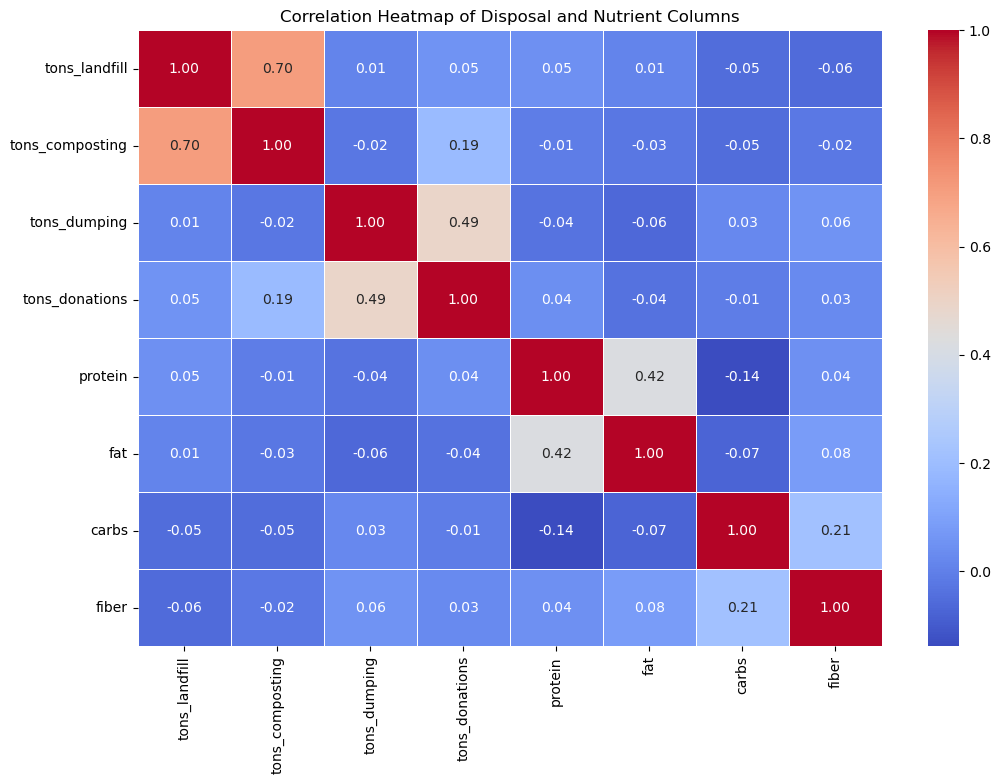 Correlation Heatmap of Disposal and Nutrient Columns
tons_landfill 1.00 0.70 0.01 0.05 0.05 0.01 -0.05 -0.06
tons_composting 0.70 1.00 -0.02 0.19 -0.01 -0.03 -0.05 -0.02
tons_dumping 0.01 -0.02 1.00 0.49 -0.04 -0.06 0.03 0.06
tons_donations 0.05 0.19 0.49 1.00 0.04 -0.04 -0.01 0.03
protein 0.05 -0.01 -0.04 0.04 1.00 0.42 -0.14 0.04
fat 0.01 -0.03 -0.06 -0.04 0.42 1.00 -0.07 0.08
carbs -0.05 -0.05 0.03 -0.01 -0.14 -0.07 1.00 0.21
fiber -0.06 -0.02 0.06 0.03 0.04 0.08 0.21 1.00
tons_landfill
tons_composting
tons_dumping
tons_donations
protein
fat
carbs
fiber
1.0
0.8
0.6
0.4
0.2
0.0